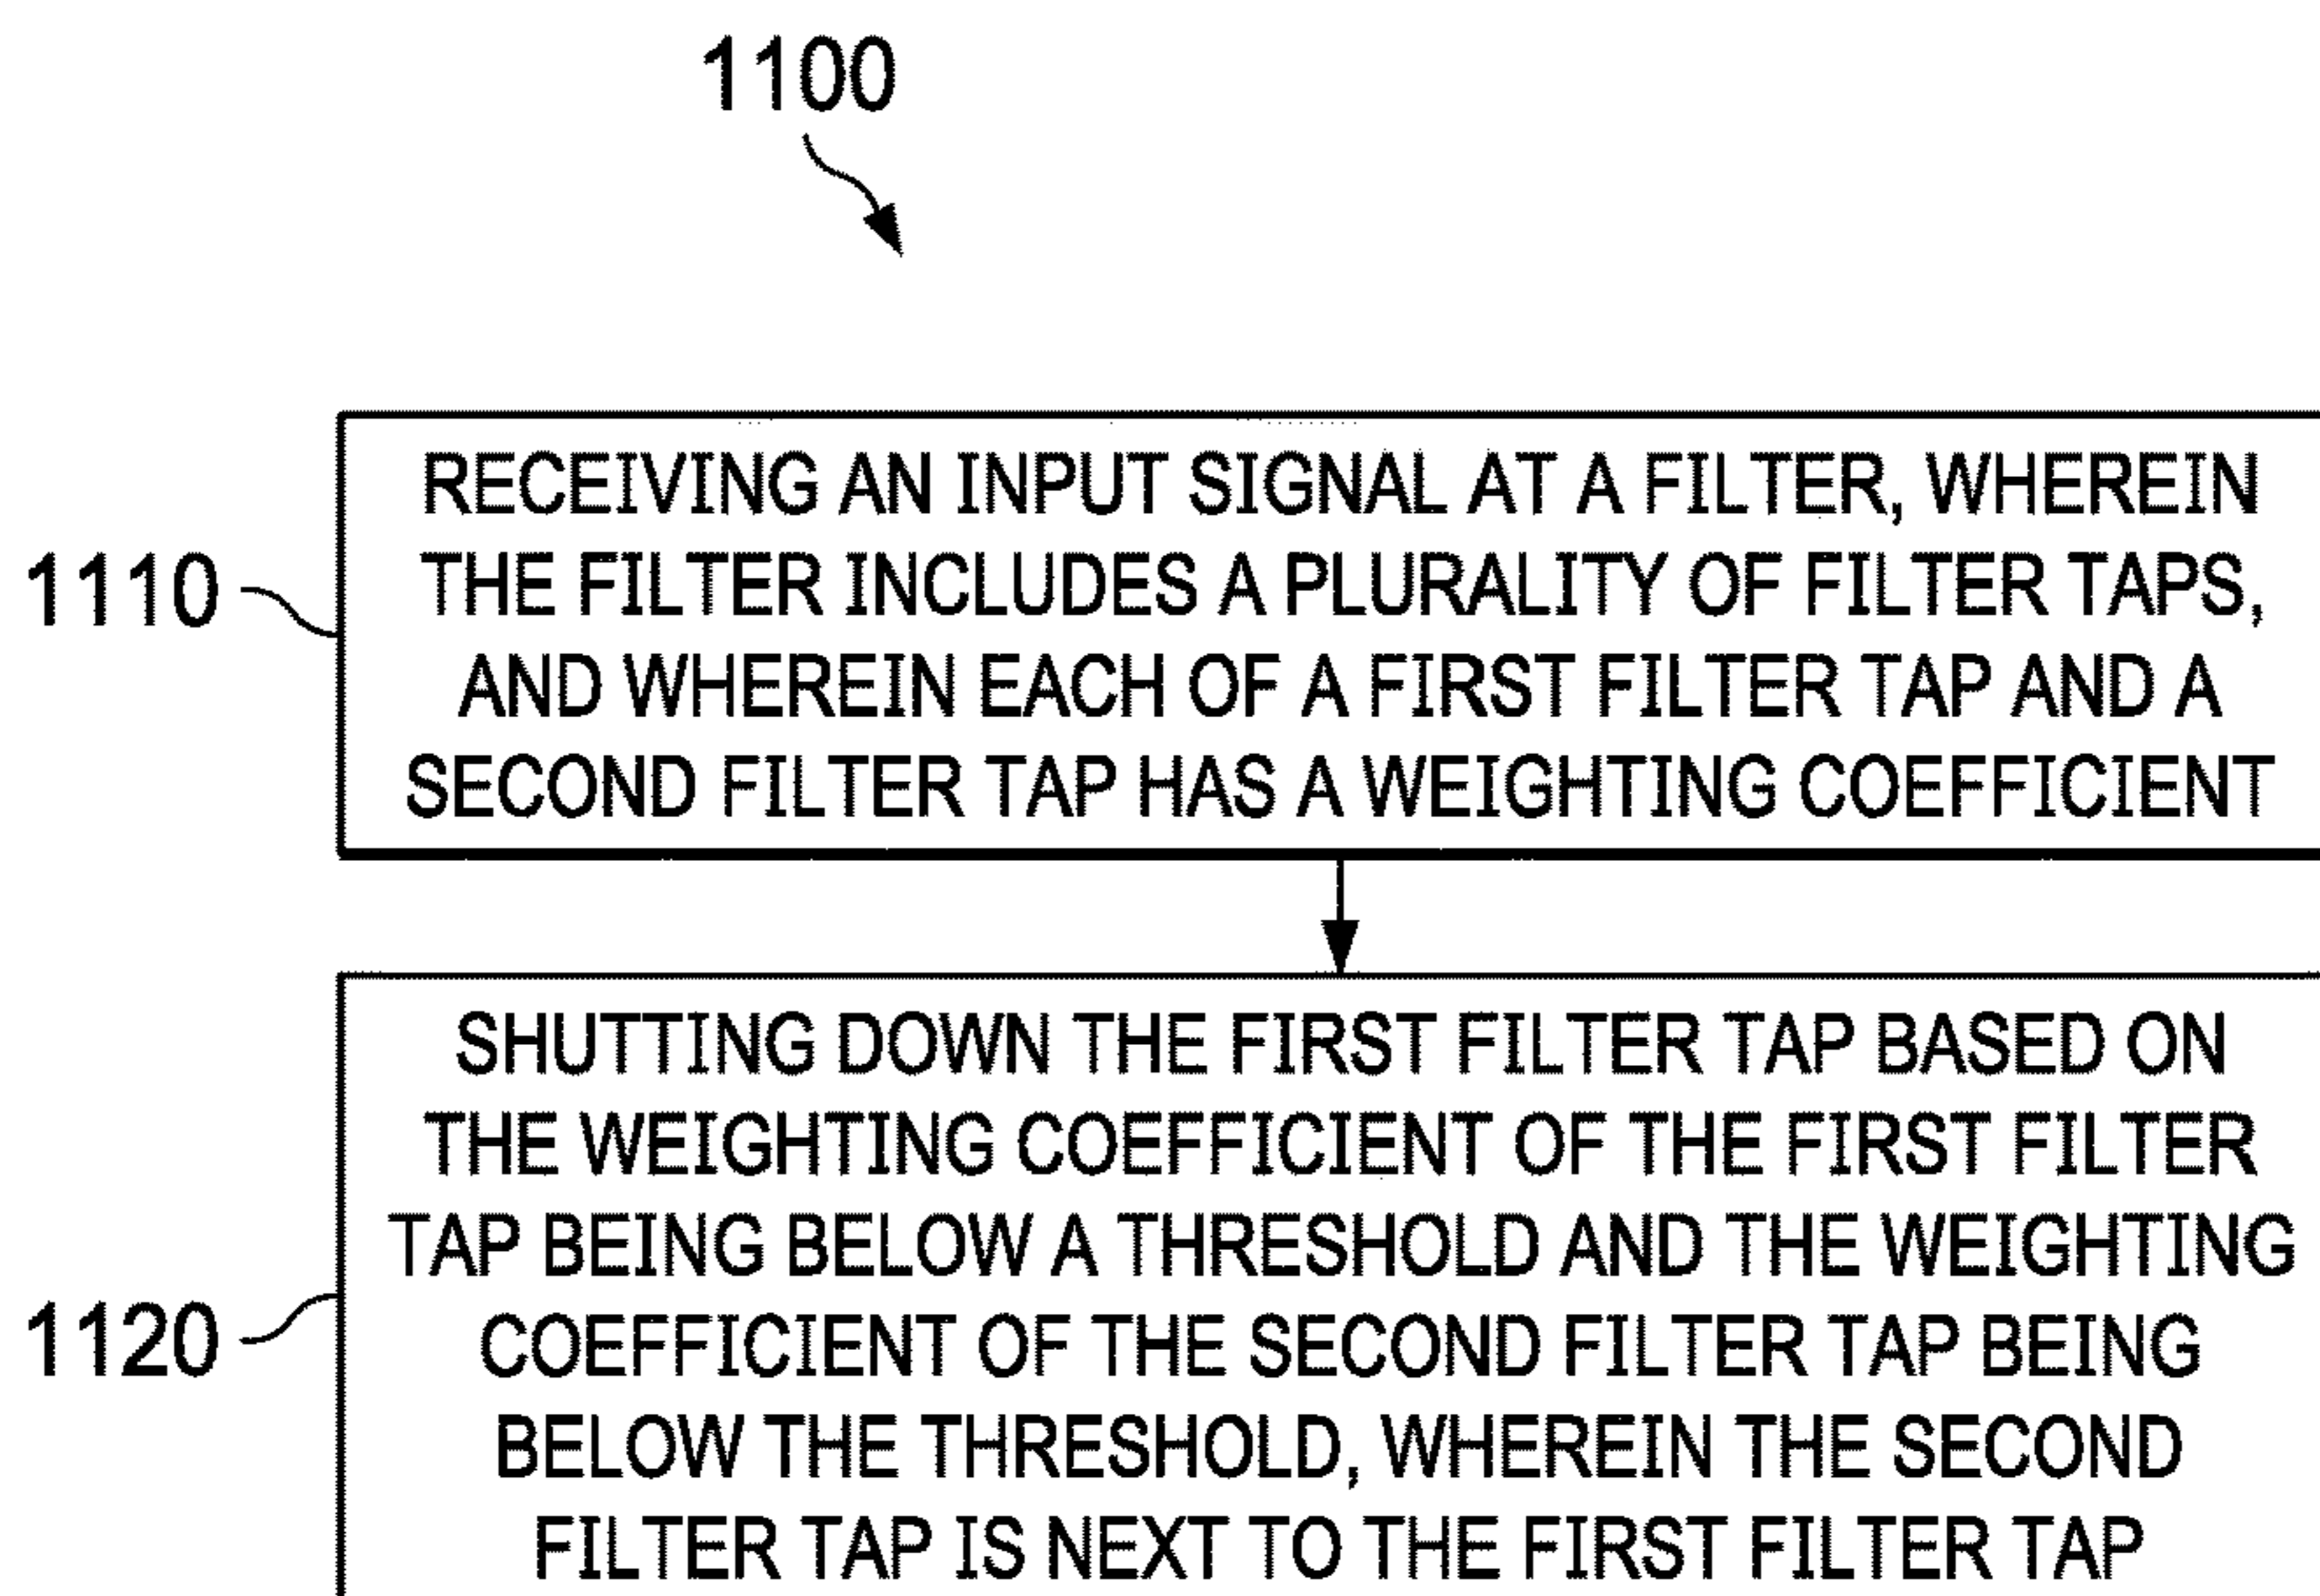 1100
1110
RECEIVING AN INPUT SIGNAL AT A FILTER, WHEREIN
THE FILTER INCLUDES A PLURALITY OF FILTER TAPS,
AND WHEREIN EACH OF A FIRST FILTER TAP AND A
SECOND FILTER TAP HAS A WEIGHTING COEFFICIENT
1120
SHUTTING DOWN THE FIRST FILTER TAP BASED ON
THE WEIGHTING COEFFICIENT OF THE FIRST FILTER
TAP BEING BELOW A THRESHOLD AND THE WEIGHTING
COEFFICIENT OF THE SECOND FILTER TAP BEING
BELOW THE THRESHOLD, WHEREIN THE SECOND
FILTER TAP IS NEXT TO THE FIRST FILTER TAP